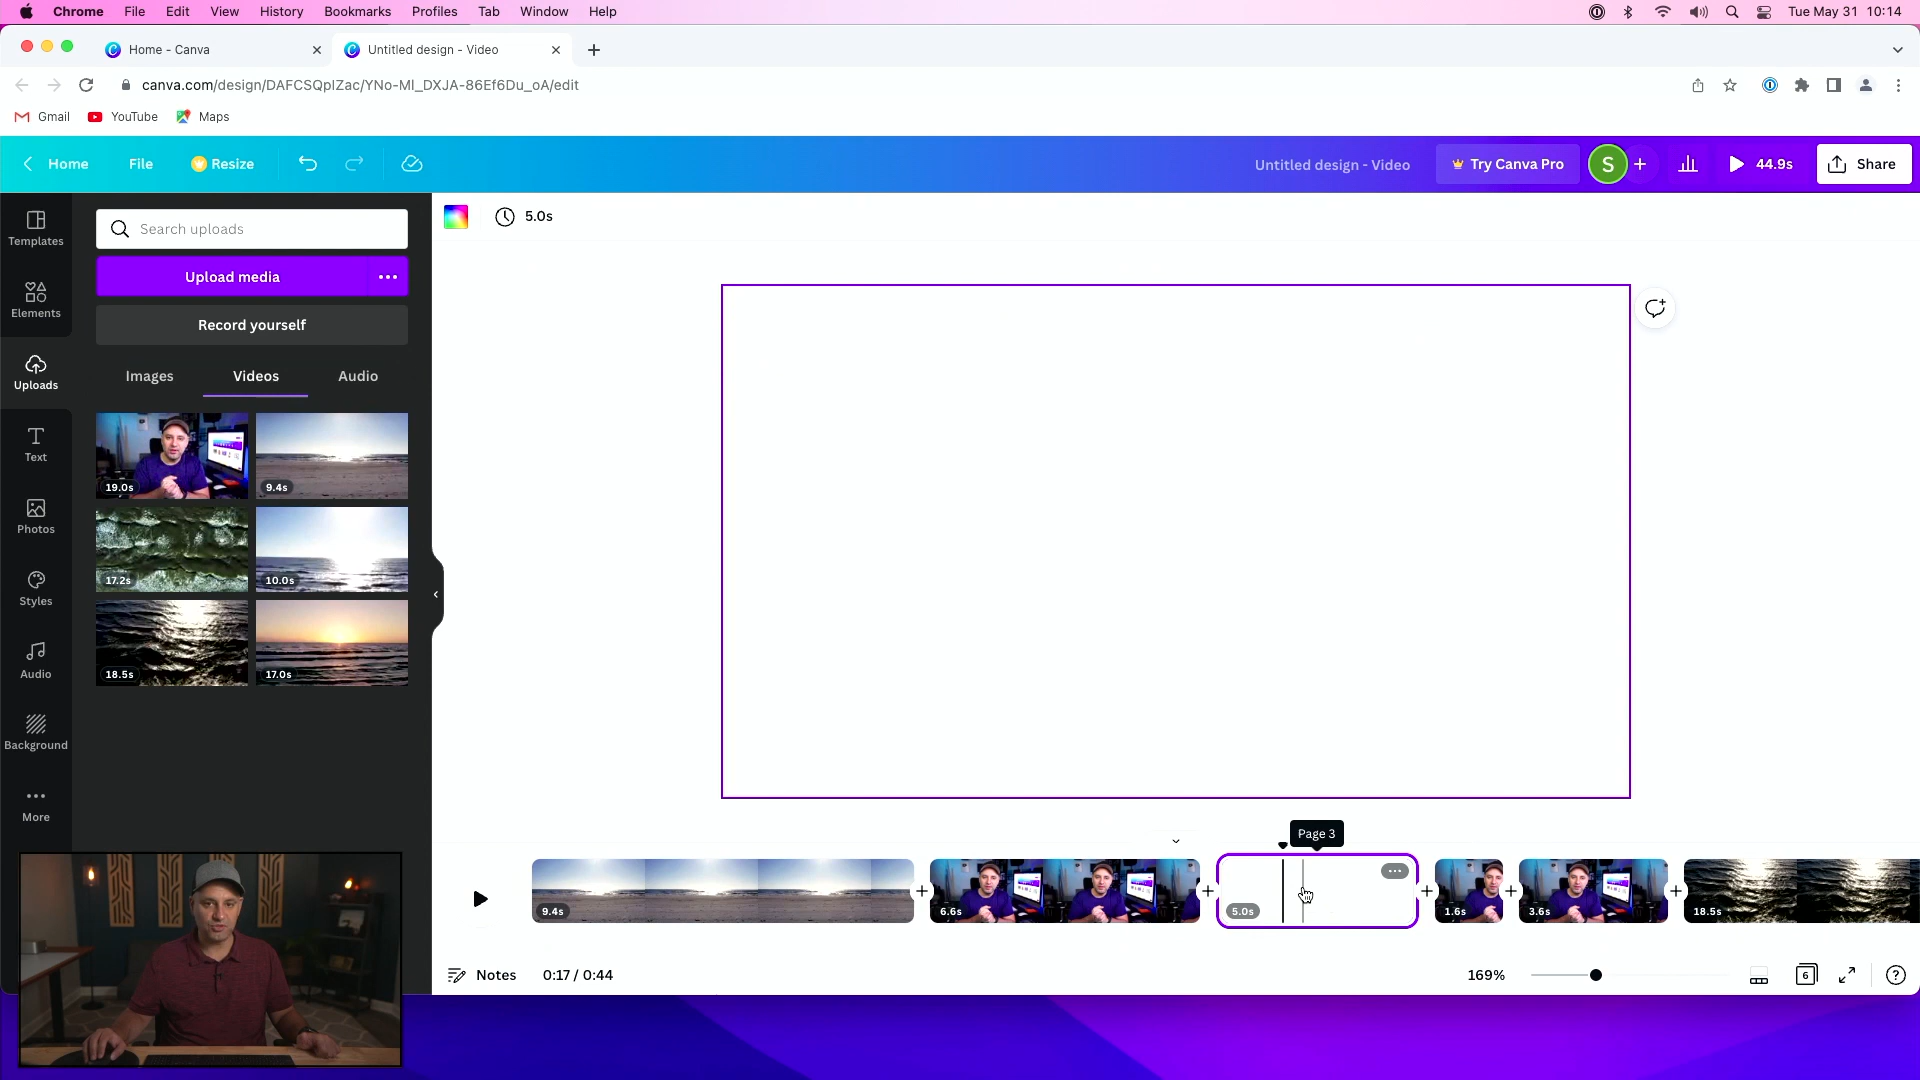 Chrome File Edit View History Bookmarks Profiles Tab Window Help
Tue May 31 10:14
Home - Canva
Untitled design - Video
canva.com/design/DAFCSQpIZac/YNo-MI_DXJA-86Ef6Du_oA/edit
Gmail YouTube Maps
Home File Resize
Untitled design - Video
Try Canva Pro
S
44.9s
Share
Templates
Elements
Uploads
Text
Photos
Styles
Audio
Background
More
Search uploads
Upload media
Record yourself
Images Videos Audio
19.0s
9.4s
17.2s
10.0s
18.5s
17.0s
5.0s
Page 3
9.4s
6.6s
5.0s
1.6s
3.6s
18.5s
Notes
0:17 / 0:44
169%
6